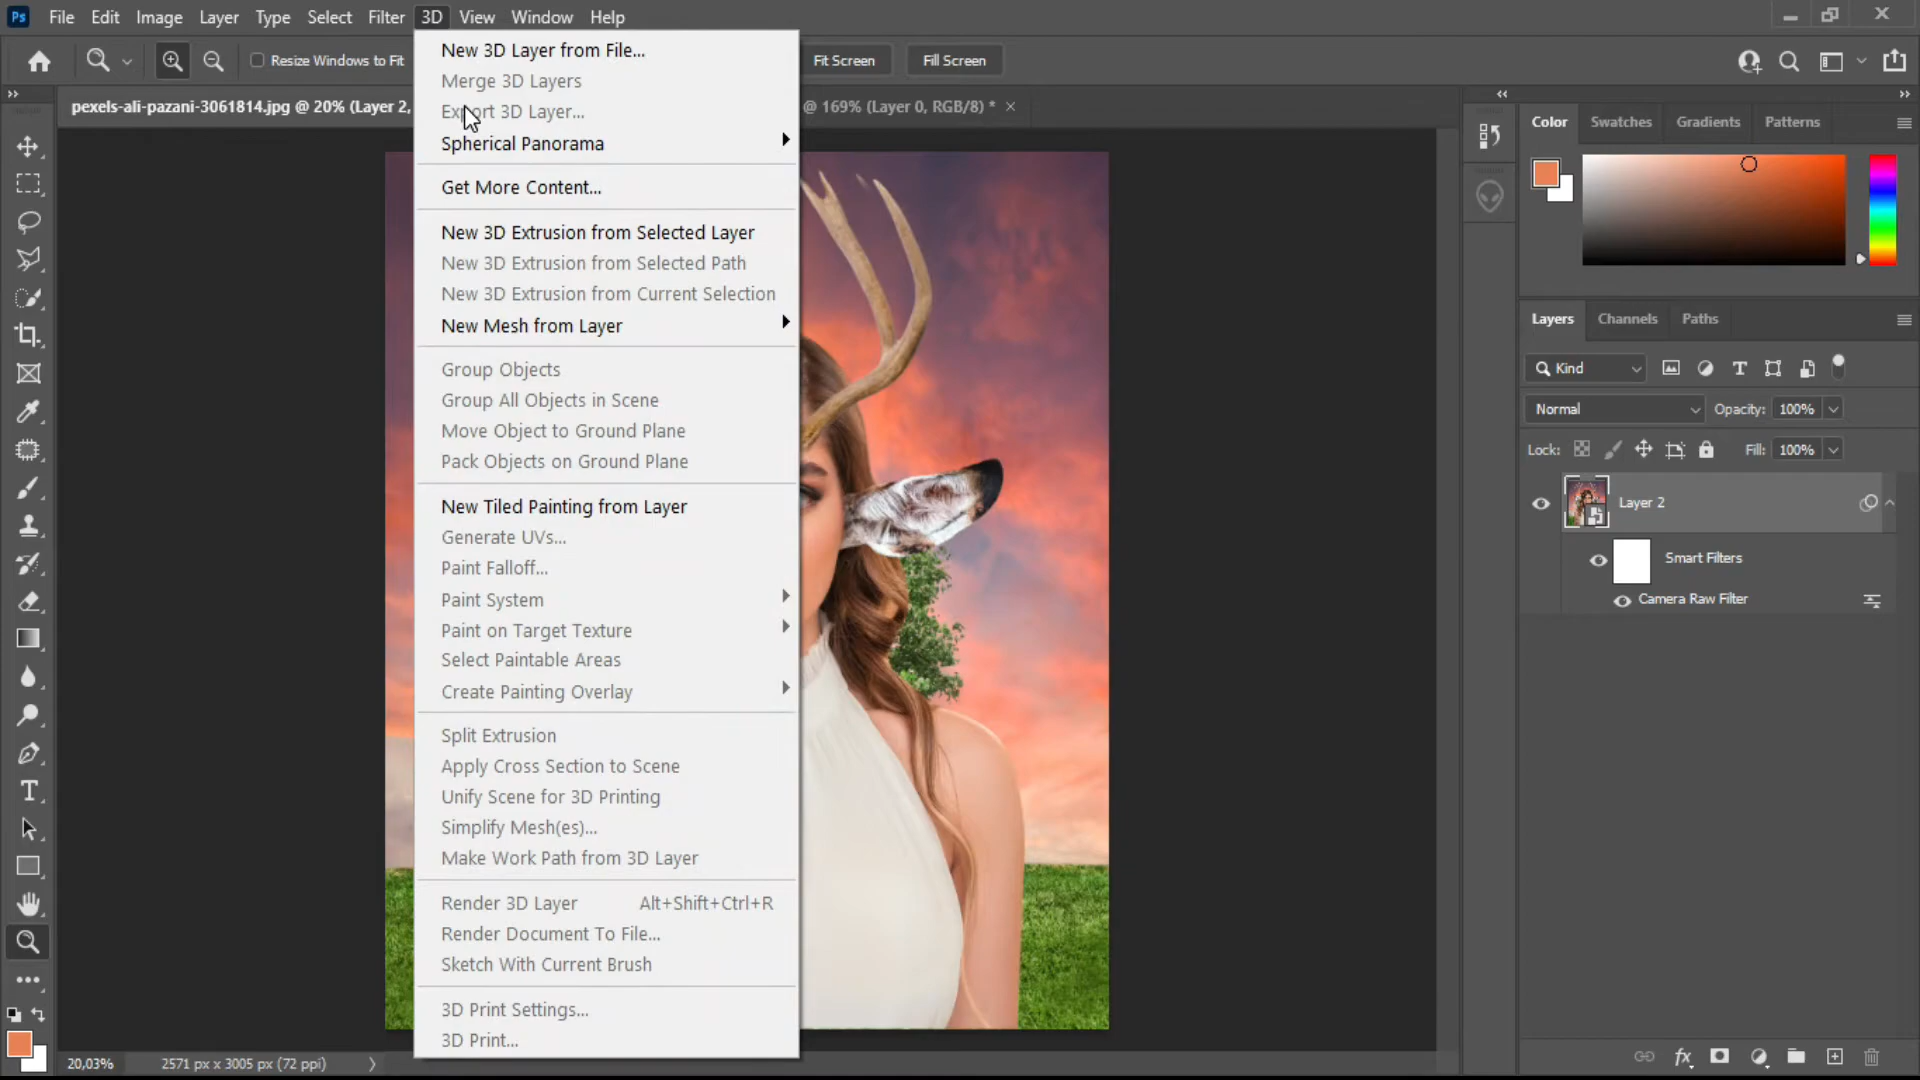 Ps File Edit Image Layer Type Select Filter 3D View Window Help
Resize Windows to Fit
Fit Screen
Fill Screen
pexels-ali-pazani-3061814.jpg @ 20% (Layer 2,
@ 169% (Layer 0, RGB/8) *
New 3D Layer from File...
Merge 3D Layers
Export 3D Layer...
Spherical Panorama
Get More Content...
New 3D Extrusion from Selected Layer
New 3D Extrusion from Selected Path
New 3D Extrusion from Current Selection
New Mesh from Layer
Group Objects
Group All Objects in Scene
Move Object to Ground Plane
Pack Objects on Ground Plane
New Tiled Painting from Layer
Generate UVs...
Paint Falloff...
Paint System
Paint on Target Texture
Select Paintable Areas
Create Painting Overlay
Split Extrusion
Apply Cross Section to Scene
Unify Scene for 3D Printing
Simplify Mesh(es)...
Make Work Path from 3D Layer
Render 3D Layer Alt+Shift+Ctrl+R
Render Document To File...
Sketch With Current Brush
3D Print Settings...
3D Print...
Color Swatches Gradients Patterns
Layers Channels Paths
Kind
Normal Opacity: 100%
Lock: Fill: 100%
Layer 2
Smart Filters
Camera Raw Filter
20,03% 2571 px x 3005 px (72 ppi)